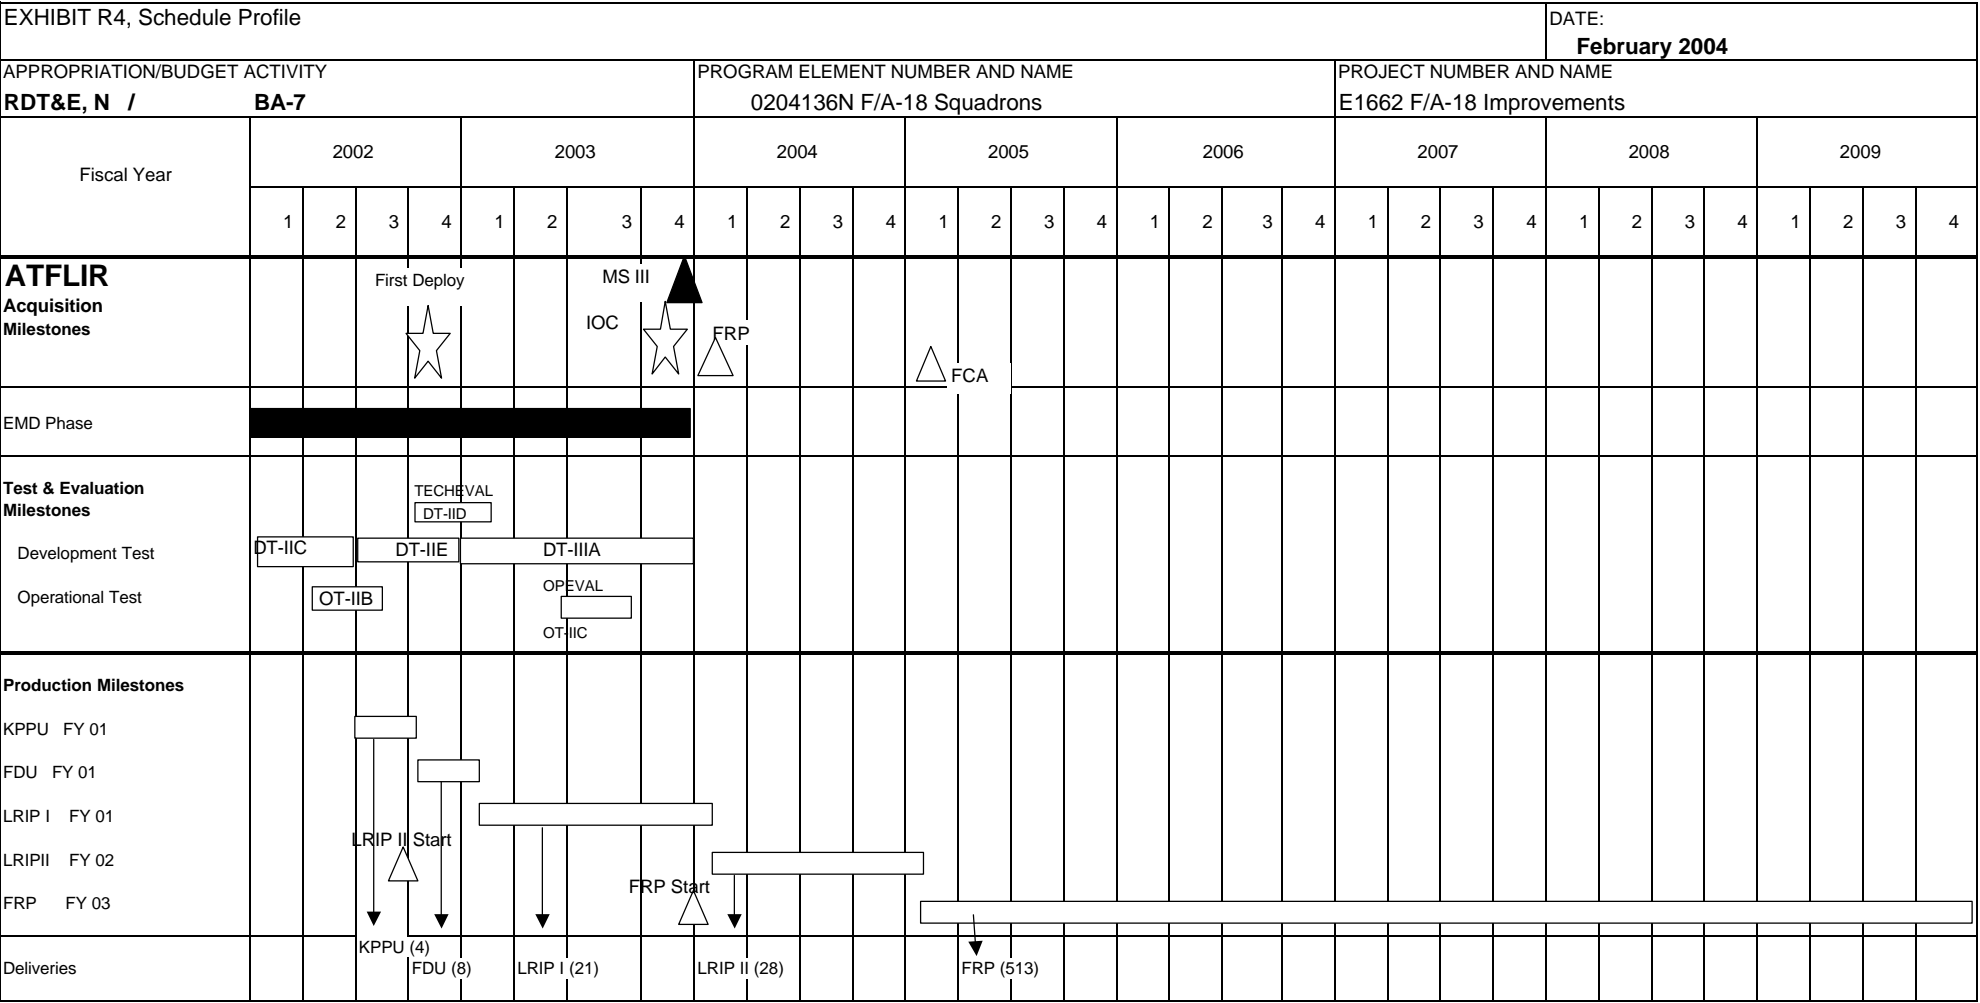 EXHIBIT R4, Schedule Profile
DATE:
February 2004
APPROPRIATION/BUDGET ACTIVITY
PROGRAM ELEMENT NUMBER AND NAME
PROJECT NUMBER AND NAME
RDT&E, N / BA-7
0204136N F/A-18 Squadrons
E1662 F/A-18 Improvements
Fiscal Year
2002 2003 2004 2005 2006 2007 2008 2009
1 2 3 4 1 2 3 4 1 2 3 4 1 2 3 4 1 2 3 4 1 2 3 4 1 2 3 4 1 2 3 4
ATFLIR
Acquisition
Milestones
First Deploy
MS III
IOC
FRP
FCA
EMD Phase
Test & Evaluation
Milestones
TECHEVAL
DT-IID
Development Test
DT-IIC
DT-IIE
DT-IIIA
Operational Test
OT-IIB
OPEVAL
OT-IIC
Production Milestones
KPPU FY 01
FDU FY 01
LRIP I FY 01
LRIP II Start
LRIPII FY 02
FRP Start
FRP FY 03
Deliveries
KPPU (4)
FDU (8)
LRIP I (21)
LRIP II (28)
FRP (513)